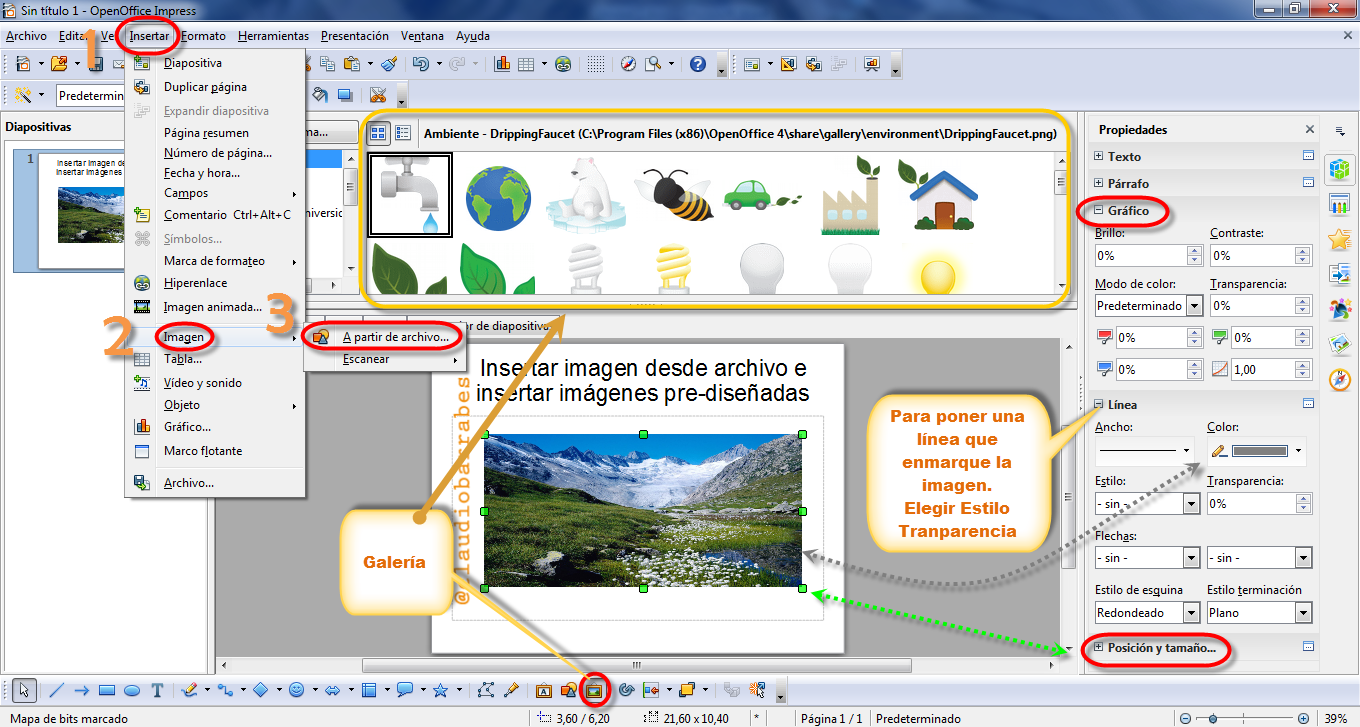 Sin título 1 - OpenOffice Impress
Archivo Insertar Formato Herramientas Presentación Ventana Ayuda
1
Predetermin
Diapositivas
1
Insertar Imagen d
Insertar Imágenes
Diapositiva
Duplicar página
Expandir diapositiva
Página resumen
Número de página...
Fecha y hora...
Campos
Comentario Ctrl+Alt+C
Símbolos...
Marca de formateo
Hiperenlace
Imagen animada...
2
Imagen
Tabla...
Vídeo y sonido
Objeto
Gráfico...
Marco flotante
Archivo...
3
A partir de archivo...
Escanear
ma...
niversic
Ambiente - DrippingFaucet (C:\Program Files (x86)\OpenOffice 4\share\gallery\environment\DrippingFaucet.png)
ar de diapositiva
Insertar imagen desde archivo e
insertar imágenes pre-diseñadas
Galería
Para poner una
línea que
enmarque la
imagen.
Elegir Estilo
Tranparencia
Propiedades
Texto
Párrafo
Gráfico
Brillo: Contraste:
0% 0%
Modo de color: Transparencia:
Predeterminado 0%
0% 0%
0% 1,00
Línea
Ancho: Color:
Estilo: Transparencia:
- sin - 0%
Flechas:
- sin - - sin -
Estilo de esquina Estilo terminación
Redondeado Plano
Posición y tamaño...
Mapa de bits marcado 3,60 / 6,20 21,60 x 10,40 * Página 1 / 1 Predeterminado 39%